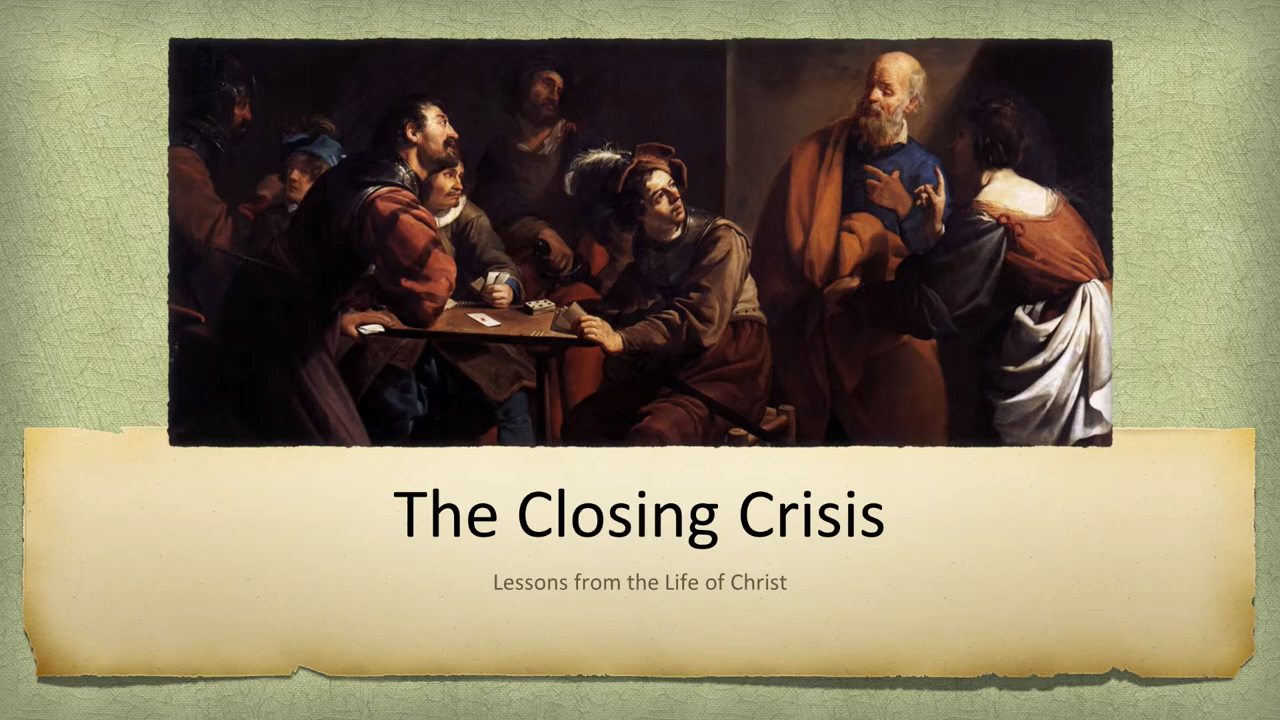 The Closing Crisis
Lessons from the Life of Christ